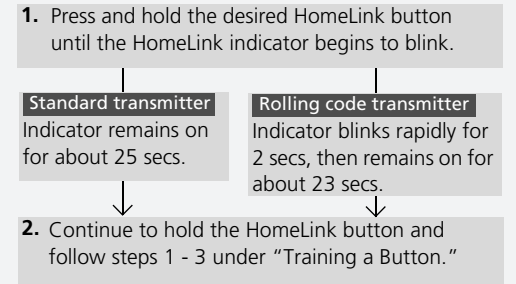 1. Press and hold the desired HomeLink button
until the HomeLink indicator begins to blink.
Standard transmitter
Indicator remains on
for about 25 secs.
Rolling code transmitter
Indicator blinks rapidly for
2 secs, then remains on for
about 23 secs.
2. Continue to hold the HomeLink button and
follow steps 1 - 3 under “Training a Button.”